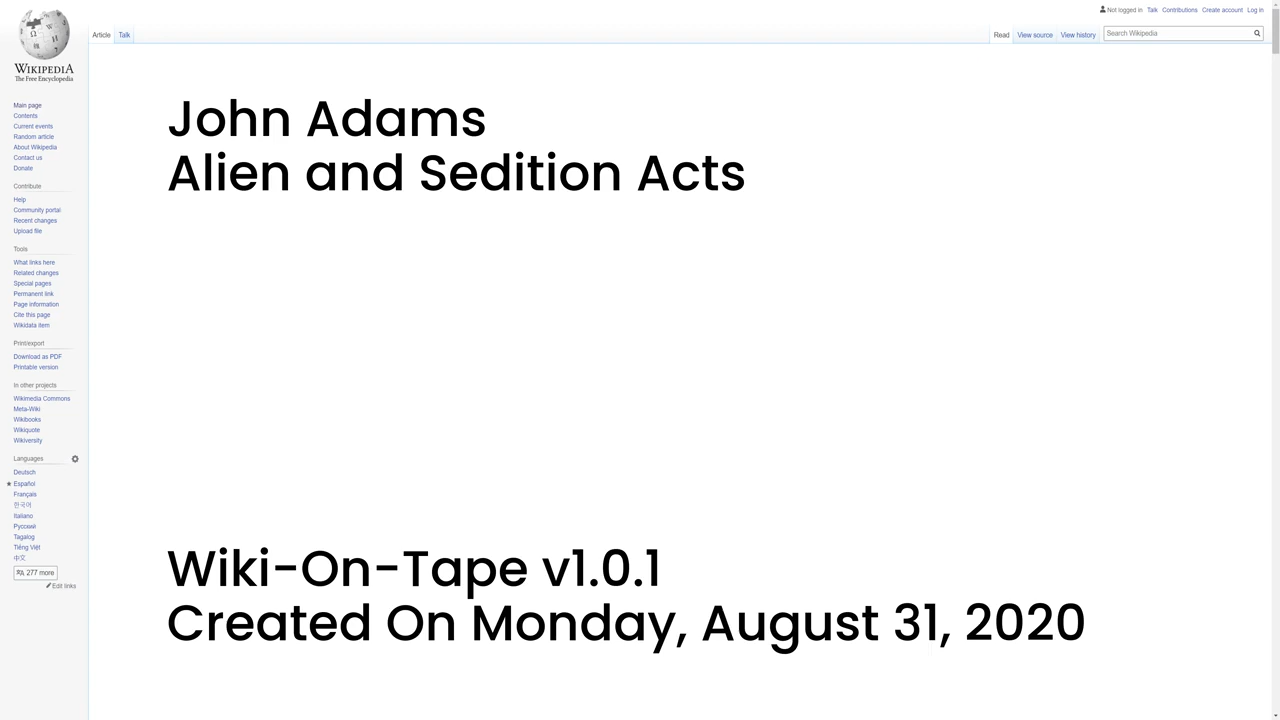 Not logged in Talk Contributions Create account Log in
Article Talk Read View source View history Search Wikipedia
WIKIPEDIA
The Free Encyclopedia
Main page
Contents
Current events
Random article
About Wikipedia
Contact us
Donate
Contribute
Help
Community portal
Recent changes
Upload file
Tools
What links here
Related changes
Special pages
Permanent link
Page information
Cite this page
Wikidata item
Print/export
Download as PDF
Printable version
In other projects
Wikimedia Commons
Meta-Wiki
Wikibooks
Wikiquote
Wikiversity
Languages
Deutsch
Español
Français
한국어
Italiano
Русский
Tagalog
Tiếng Việt
中文
277 more
Edit links
John Adams
Alien and Sedition Acts
Wiki-On-Tape v1.0.1
Created On Monday, August 31, 2020